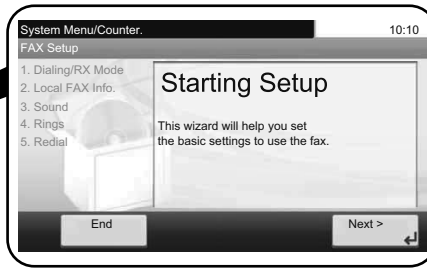 System Menu/Counter.
10:10
FAX Setup
1. Dialing/RX Mode
2. Local FAX Info.
3. Sound
4. Rings
5. Redial
Starting Setup
This wizard will help you set
the basic settings to use the fax.
End
Next >